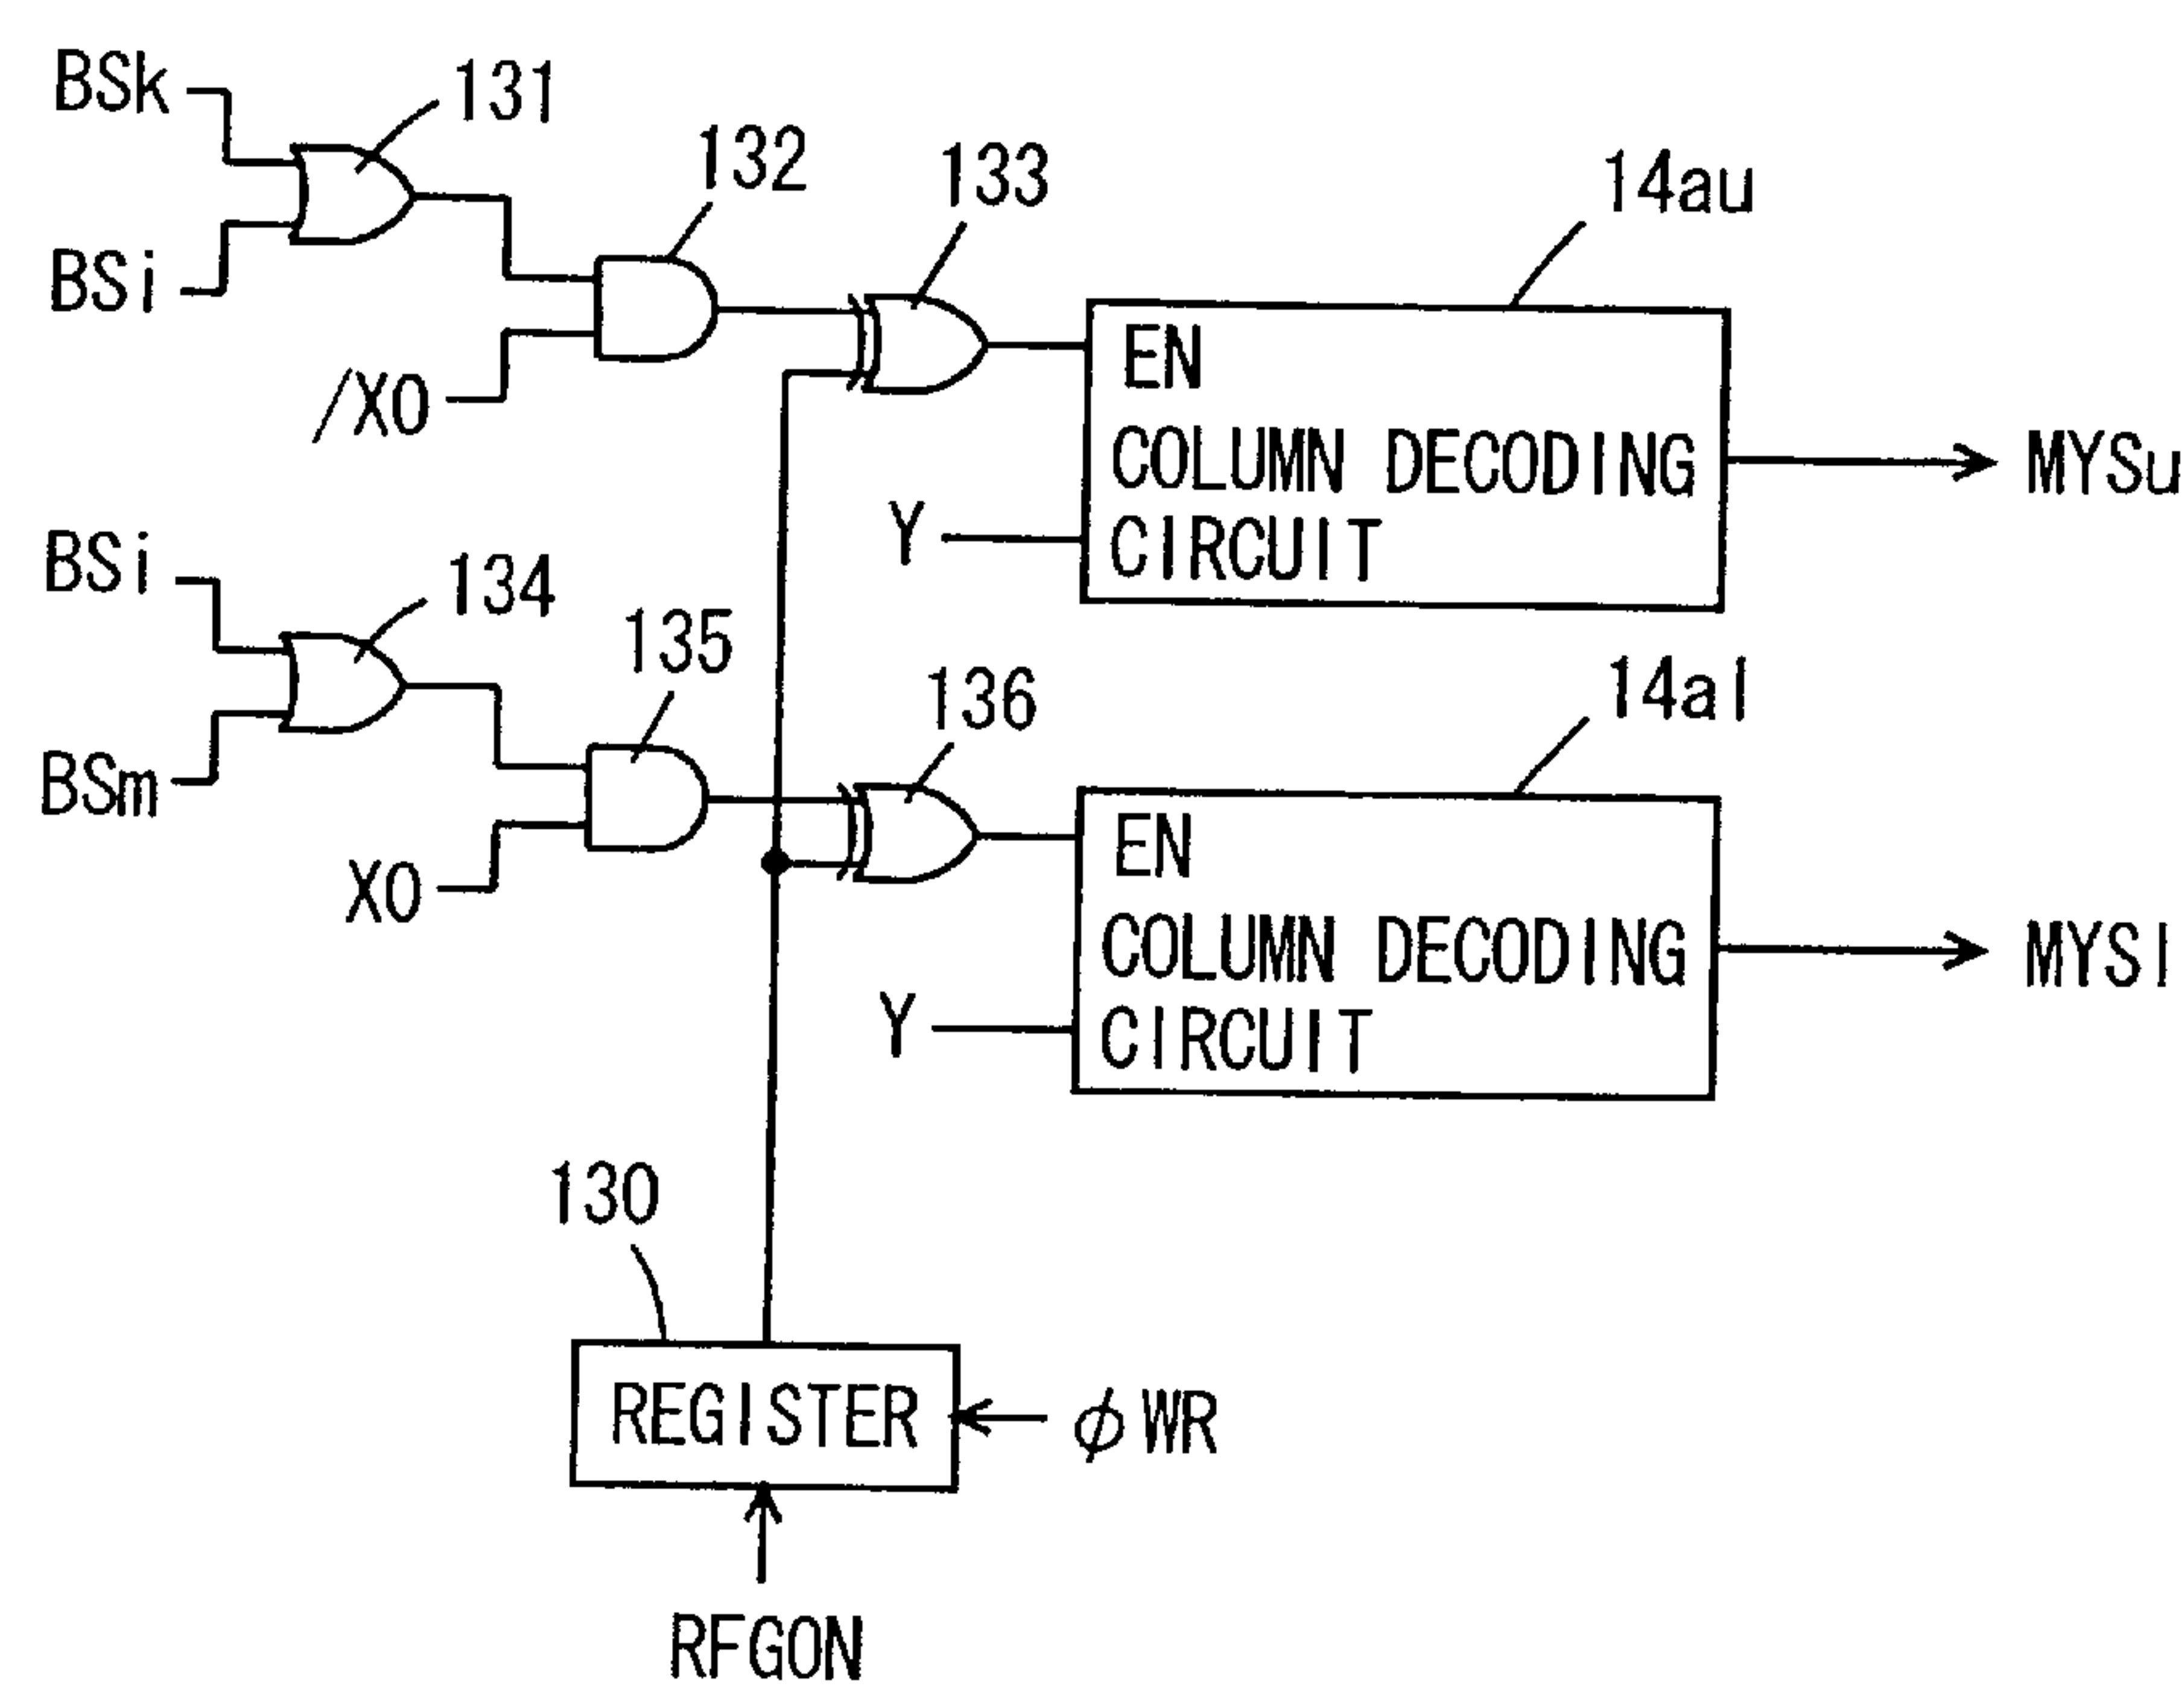 BSk
131
132
133
14au
BSi
/X0
EN
COLUMN DECODING
CIRCUIT
Y
MYSu
BSi
134
135
136
14al
BSm
X0
EN
COLUMN DECODING
CIRCUIT
Y
MYSl
130
REGISTER
φWR
RFGON